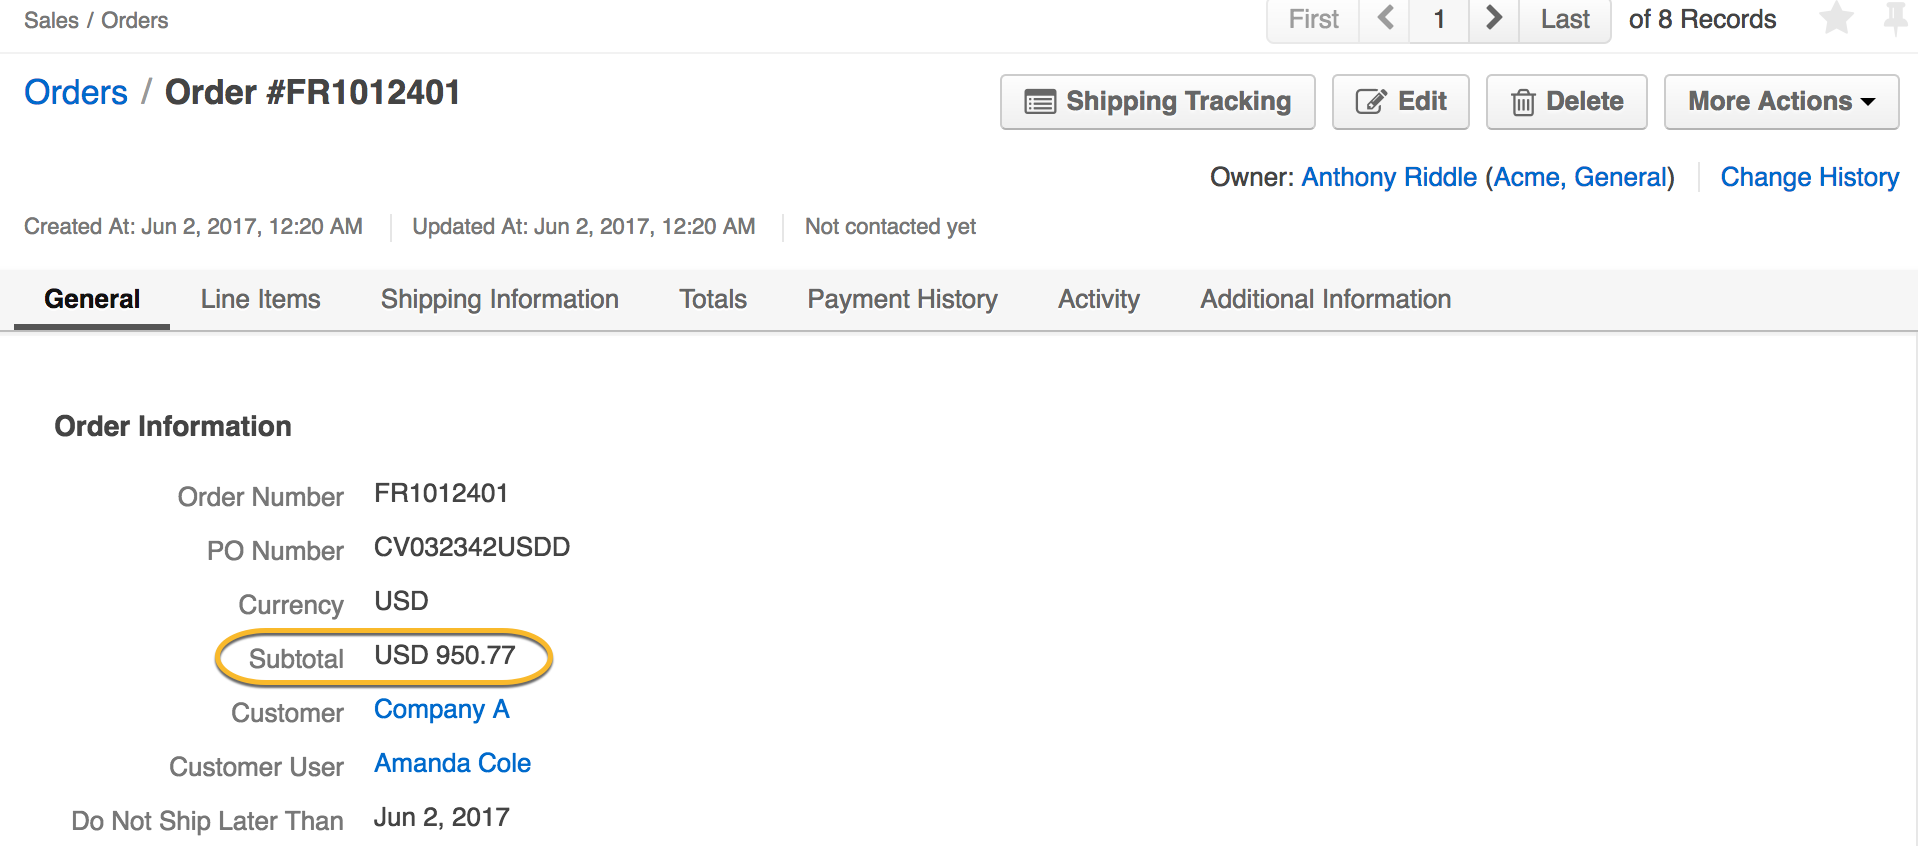 Sales / Orders
First 1 Last of 8 Records
Orders / Order #FR1012401
Shipping Tracking Edit Delete More Actions
Owner: Anthony Riddle (Acme, General) Change History
Created At: Jun 2, 2017, 12:20 AM Updated At: Jun 2, 2017, 12:20 AM Not contacted yet
General Line Items Shipping Information Totals Payment History Activity Additional Information
Order Information
Order Number FR1012401
PO Number CV032342USDD
Currency USD
Subtotal USD 950.77
Customer Company A
Customer User Amanda Cole
Do Not Ship Later Than Jun 2, 2017